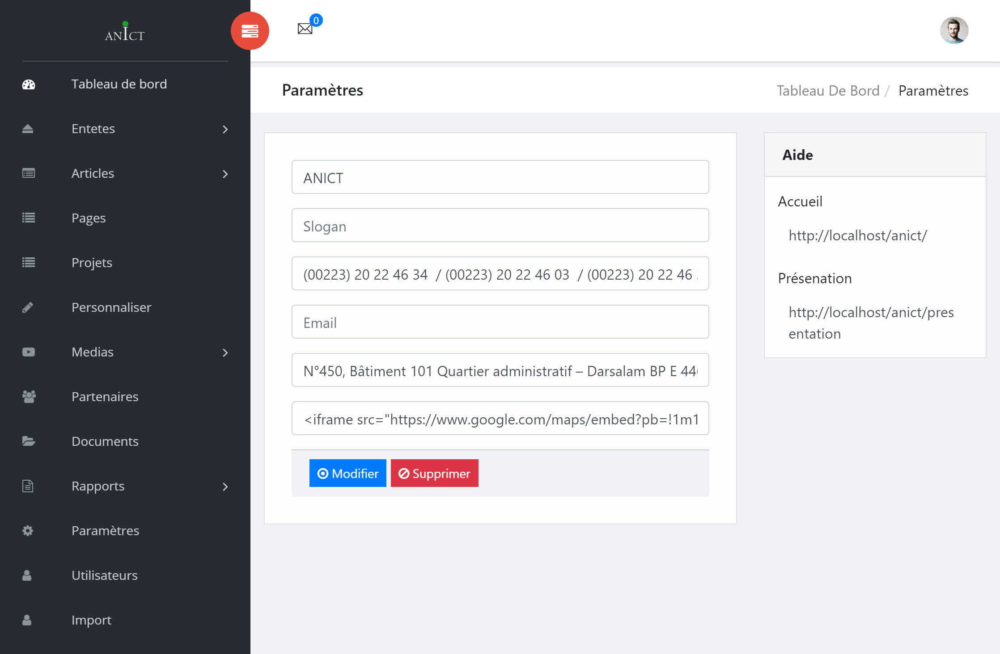 ANICT
0
Tableau de bord
Entetes
Articles
Pages
Projets
Personnaliser
Medias
Partenaires
Documents
Rapports
Paramètres
Utilisateurs
Import
Paramètres
Tableau De Bord / Paramètres
ANICT
Slogan
(00223) 20 22 46 34 / (00223) 20 22 46 03 / (00223) 20 22 46
Email
N°450, Bâtiment 101 Quartier administratif – Darsalam BP E 44
<iframe src="https://www.google.com/maps/embed?pb=!1m1
Modifier
Supprimer
Aide
Accueil
http://localhost/anict/
Présenation
http://localhost/anict/pres
entation